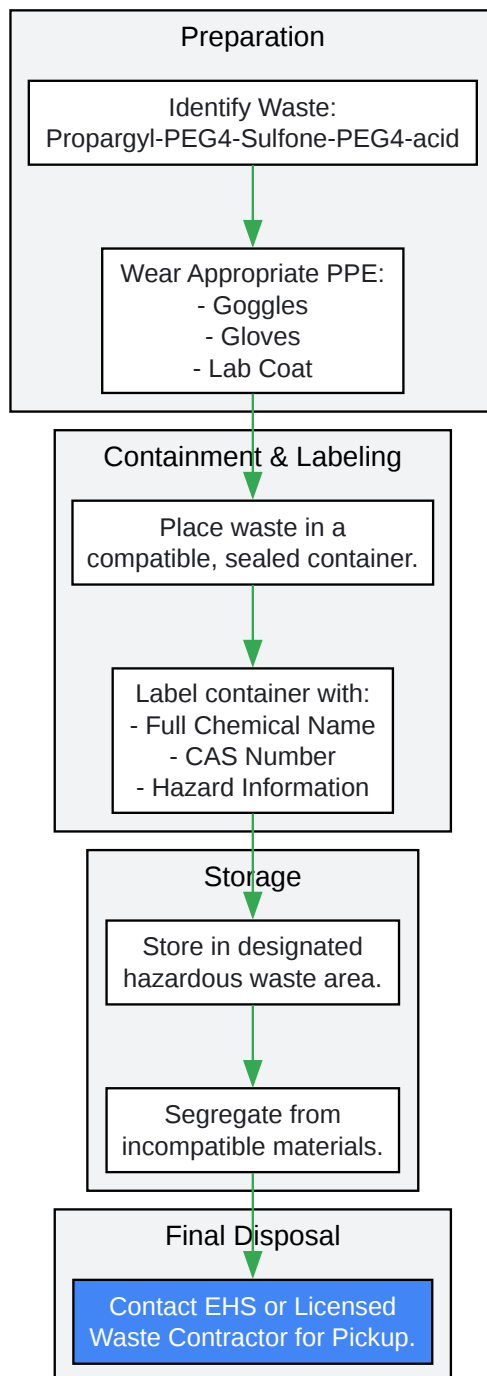 Preparation
Identify Waste:
Propargyl-PEG4-Sulfone-PEG4-acid
Wear Appropriate PPE:
- Goggles
- Gloves
- Lab Coat
Containment & Labeling
Place waste in a
compatible, sealed container.
Label container with:
- Full Chemical Name
- CAS Number
- Hazard Information
Storage
Store in designated
hazardous waste area.
Segregate from
incompatible materials.
Final Disposal
Contact EHS or Licensed
Waste Contractor for Pickup.